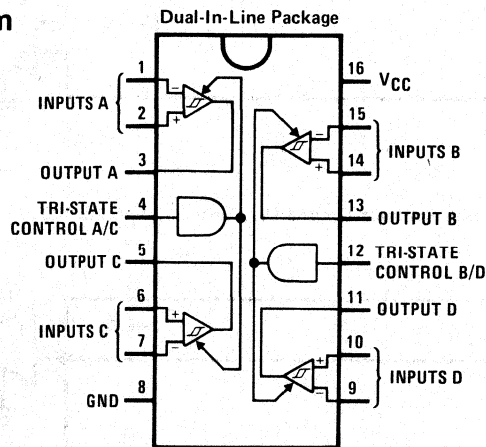 m
Dual-In-Line Package
1
INPUTS A
−
+
2
3
OUTPUT A
4
TRI-STATE
CONTROL A/C
5
OUTPUT C
6
INPUTS C
+
−
7
8
GND
16
VCC
15
−
+
INPUTS B
14
13
OUTPUT B
12
TRI-STATE
CONTROL B/D
11
OUTPUT D
10
+
−
INPUTS D
9